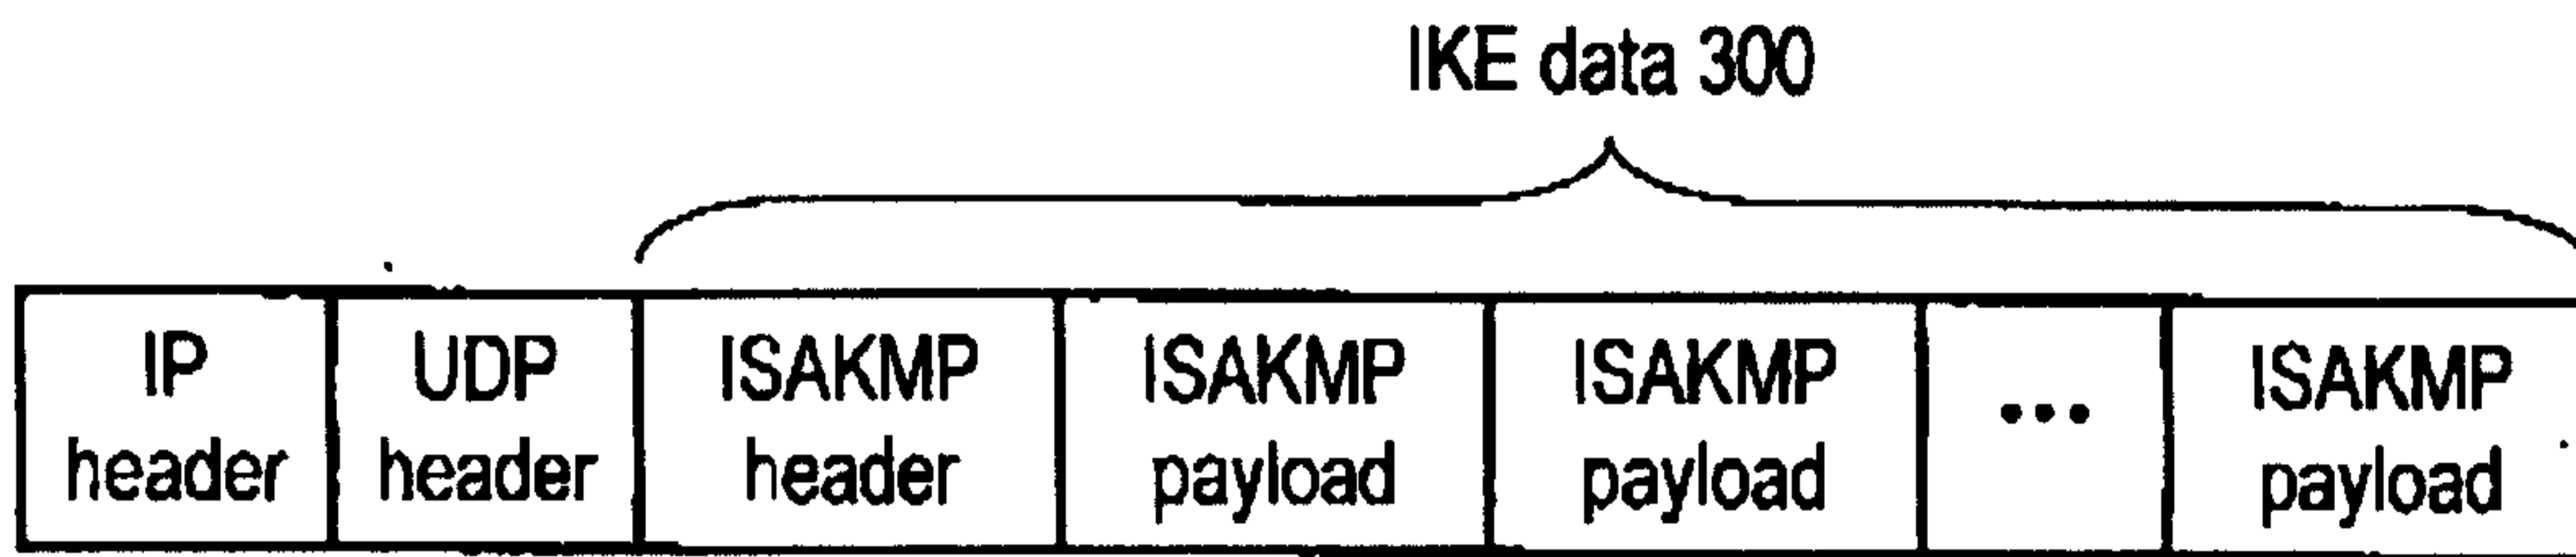 IKE data 300
IP header
UDP header
ISAKMP header
ISAKMP payload
ISAKMP payload
...
ISAKMP payload